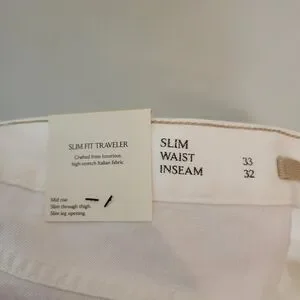 SLIM FIT TRAVELER
Crafted from luxurious,
high-stretch Italian fabric.
Mid rise
Slim through thigh
Slim leg opening.
SLIM
WAIST 33
INSEAM 32